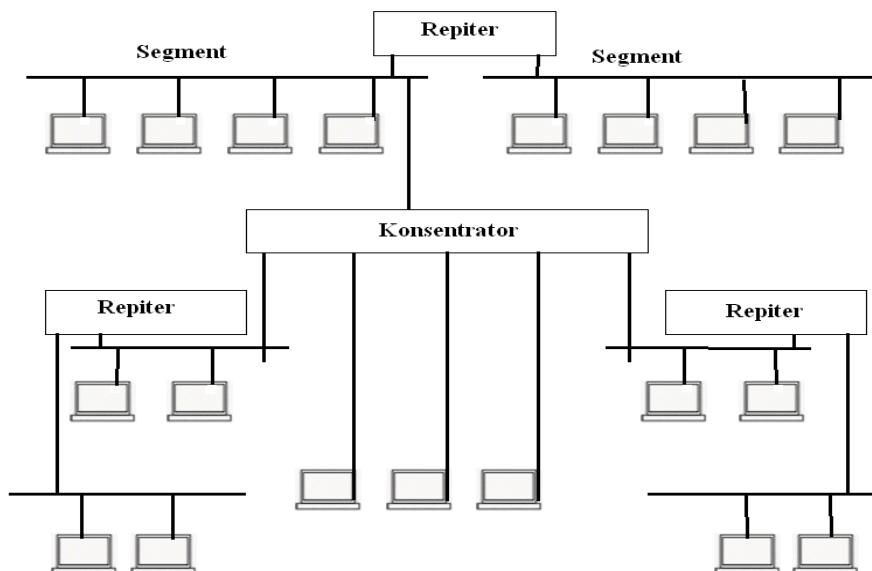 Repiter
Segment
Segment
Konsentrator
Repiter
Repiter